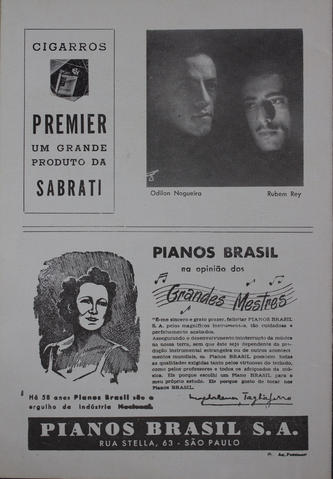 CIGARROS
PREMIER
UM GRANDE
PRODUTO DA
SABRATI
Odilon Nogueira
Rubem Rey
PIANOS BRASIL
na opinião dos
Grandes Mestres
"É-me sincero e grato prazer, felicitar PIANOS BRASIL
S. A. pelos magníficos instrumentos, tão cuidadosa e
perfeitamente acabados.
Assegurando o desenvolvimento ininterrupto da música
em nossa terra, sem que êste seja dependente da pro-
dução instrumental estrangeira ou de outros aconteci-
mentos mundiais, os Pianos BRASIL possuem todas
as qualidades exigidas tanto pelos virtuoses do teclado,
como pelos professores e todos os afeiçoados da mú-
sica. Eis porque escolhi um Piano BRASIL para o
meu próprio estudo. Eis porque gosto de tocar nos
Pianos BRASIL.
Magdalena Tagliaferro
Há 58 anos Pianos Brasil são o
orgulho da Indústria Nacional.
PIANOS BRASIL S.A.
RUA STELLA, 63 - SÃO PAULO